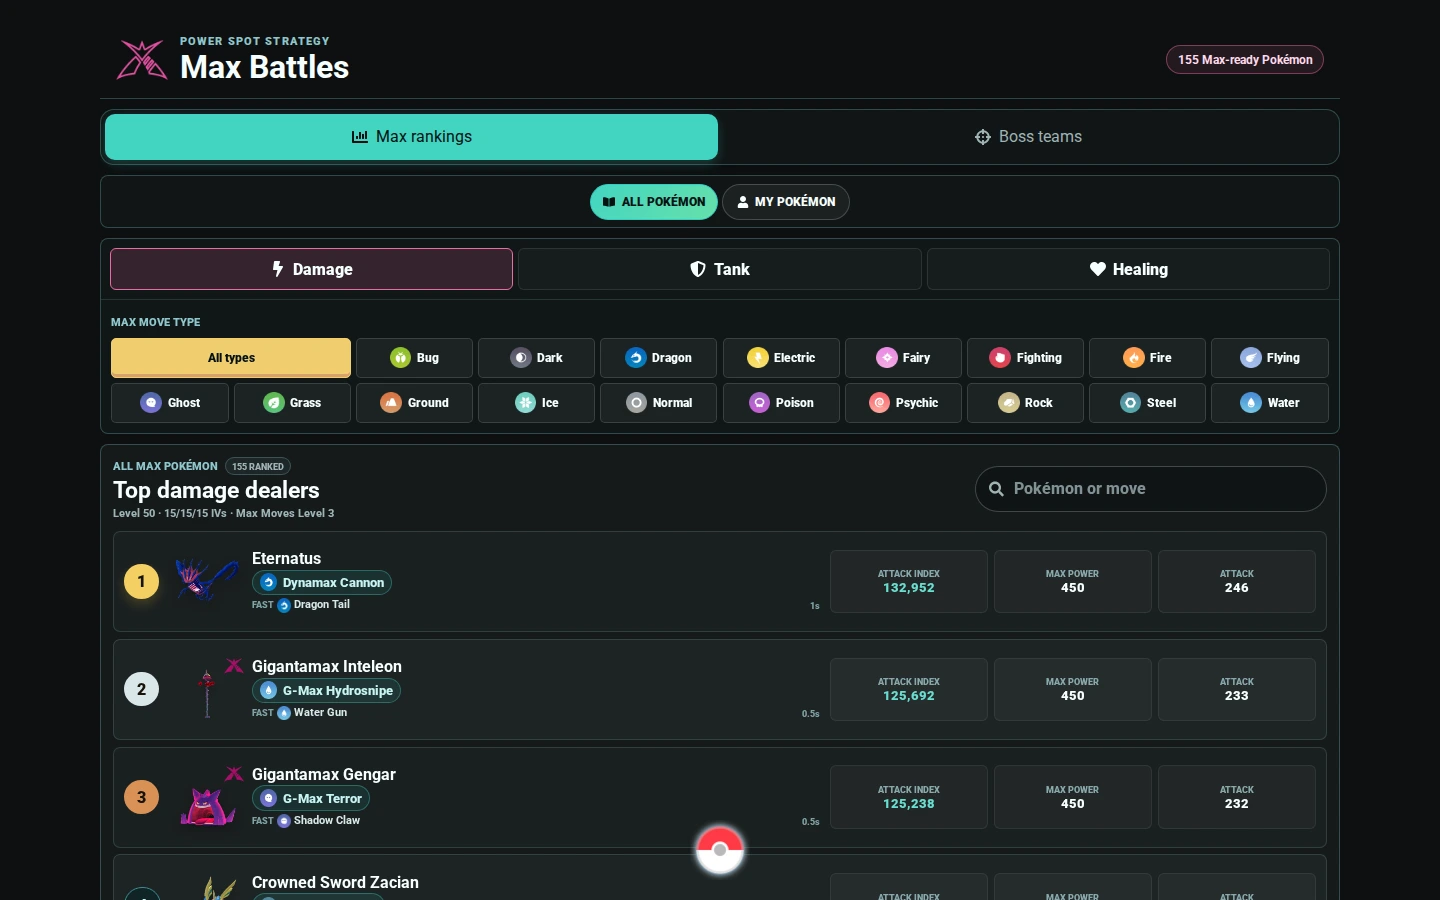 POWER SPOT STRATEGY
Max Battles
155 Max-ready Pokémon
Max rankings
Boss teams
ALL POKÉMON
MY POKÉMON
Damage
Tank
Healing
MAX MOVE TYPE
All types
Bug
Dark
Dragon
Electric
Fairy
Fighting
Fire
Flying
Ghost
Grass
Ground
Ice
Normal
Poison
Psychic
Rock
Steel
Water
ALL MAX POKÉMON
155 RANKED
Top damage dealers
Level 50 · 15/15/15 IVs · Max Moves Level 3
Pokémon or move
1
Eternatus
Dynamax Cannon
FAST Dragon Tail
1s
ATTACK INDEX
132,952
MAX POWER
450
ATTACK
246
2
Gigantamax Inteleon
G-Max Hydrosnipe
FAST Water Gun
0.5s
ATTACK INDEX
125,692
MAX POWER
450
ATTACK
233
3
Gigantamax Gengar
G-Max Terror
FAST Shadow Claw
0.5s
ATTACK INDEX
125,238
MAX POWER
450
ATTACK
232
Crowned Sword Zacian
ATTACK INDEX
MAX POWER
ATTACK